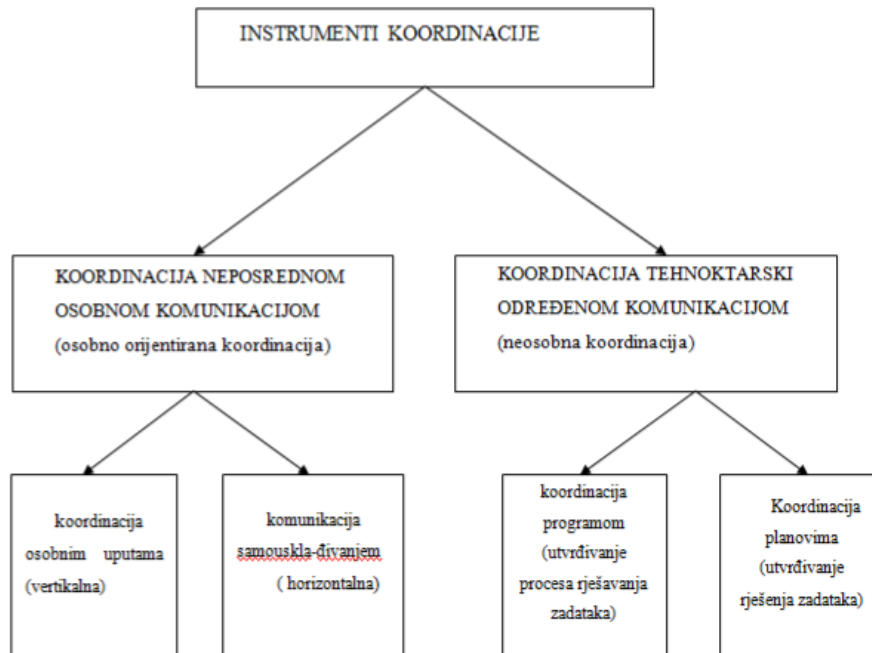 INSTRUMENTI KOORDINACIJE
KOORDINACIJA NEPOSREDNOM
OSOBNOM KOMUNIKACIJOM
(osobno orijentirana koordinacija)
KOORDINACIJA TEHNOKTARSKI
ODREĐENOM KOMUNIKACIJOM
(neosobna koordinacija)
koordinacija
osobnim uputama
(vertikalna)
komunikacija
samouskla-đivanjem
( horizontalna)
koordinacija
programom
(utvrđivanje
procesa rješavanja
zadataka)
Koordinacija
planovima
(utvrđivanje
rješenja zadataka)